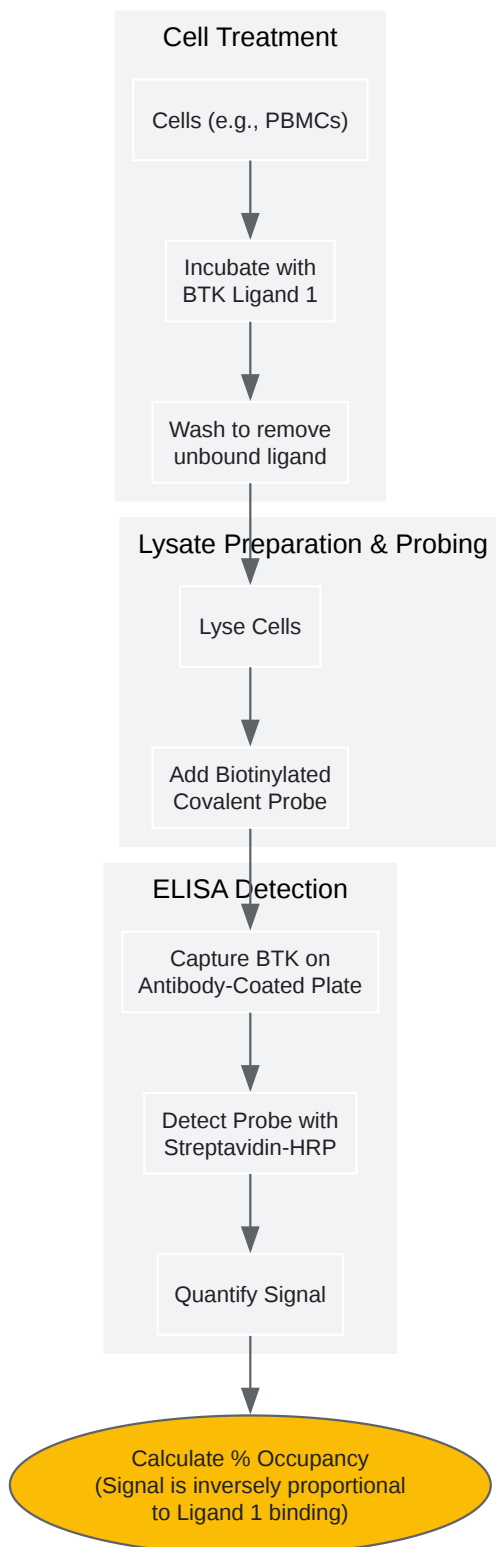 Cell Treatment
Cells (e.g., PBMCs)
Incubate with
BTK Ligand 1
Wash to remove
unbound ligand
Lysate Preparation & Probing
Lyse Cells
Add Biotinylated
Covalent Probe
ELISA Detection
Capture BTK on
Antibody-Coated Plate
Detect Probe with
Streptavidin-HRP
Quantify Signal
Calculate % Occupancy
(Signal is inversely proportional
to Ligand 1 binding)